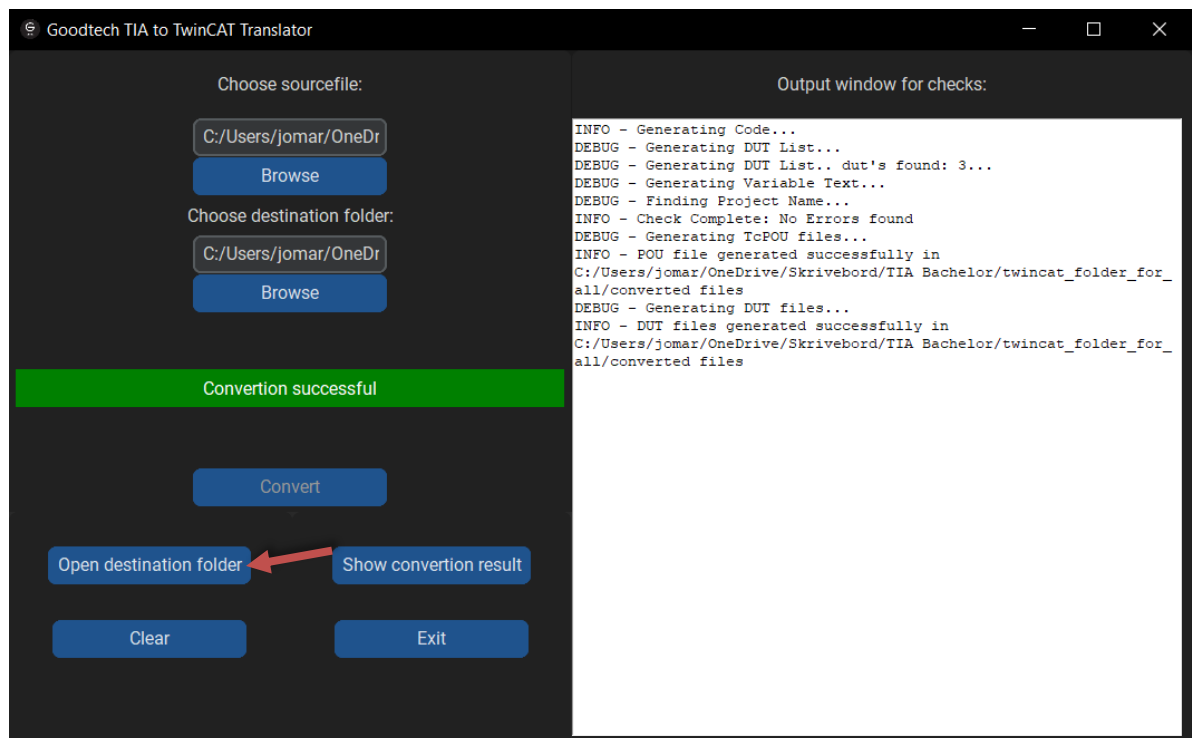 Goodtech TIA to TwinCAT Translator
Choose sourcefile:
C:/Users/jomar/OneDr
Browse
Choose destination folder:
C:/Users/jomar/OneDr
Browse
Convertion successful
Convert
Open destination folder
Show convertion result
Clear
Exit
Output window for checks:
INFO - Generating Code...
DEBUG - Generating DUT List...
DEBUG - Generating DUT List.. dut's found: 3...
DEBUG - Generating Variable Text...
DEBUG - Finding Project Name...
INFO - Check Complete: No Errors found
DEBUG - Generating TcPOU files...
INFO - POU file generated successfully in
C:/Users/jomar/OneDrive/Skrivebord/TIA Bachelor/twincat_folder_for_
all/converted files
DEBUG - Generating DUT files...
INFO - DUT files generated successfully in
C:/Users/jomar/OneDrive/Skrivebord/TIA Bachelor/twincat_folder_for_
all/converted files